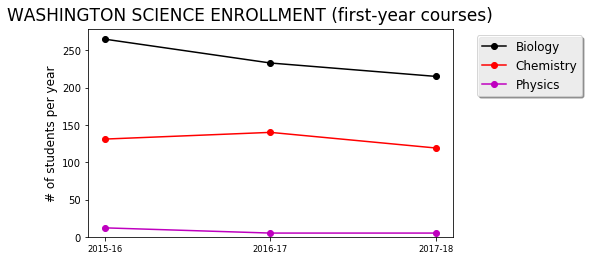 WASHINGTON SCIENCE ENROLLMENT (first-year courses)
# of students per year
250
200
150
100
50
0
2015-16
2016-17
2017-18
Biology
Chemistry
Physics